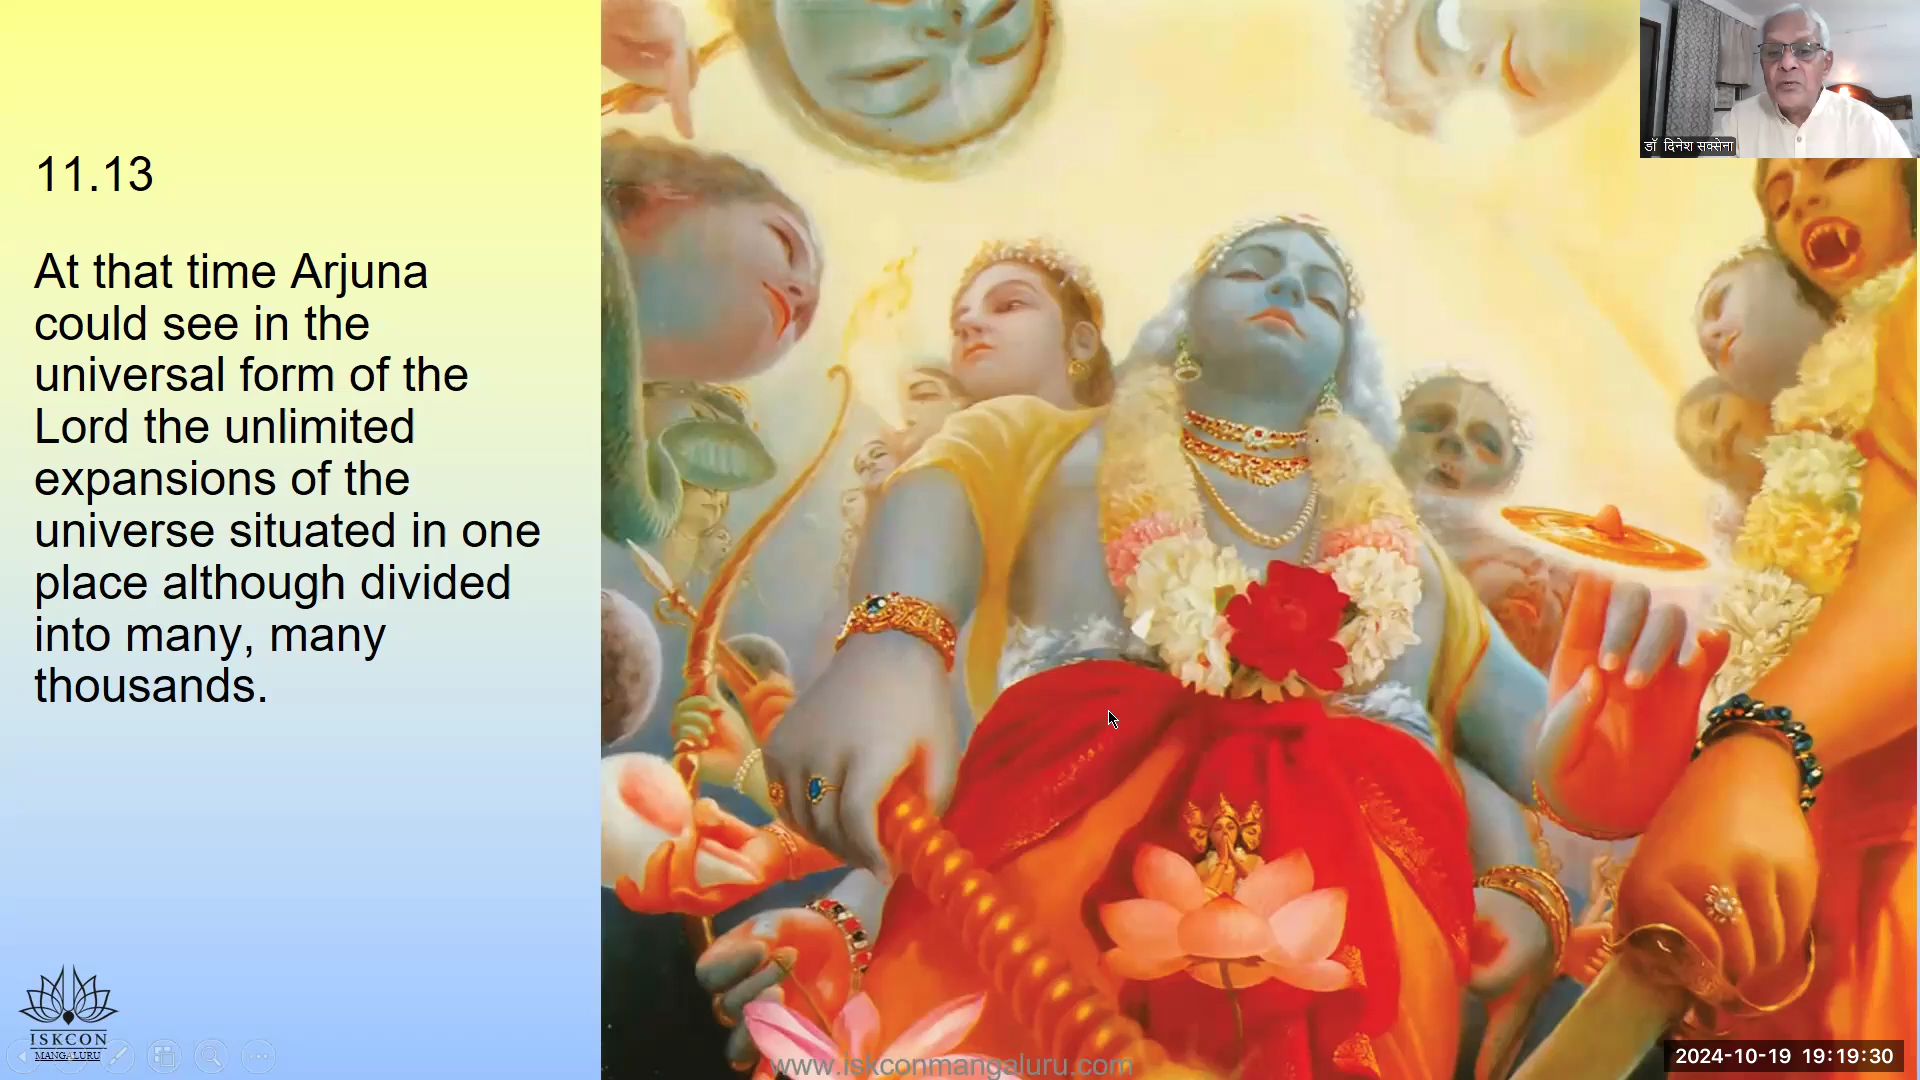 11.13
At that time Arjuna
could see in the
universal form of the
Lord the unlimited
expansions of the
universe situated in one
place although divided
into many, many
thousands.
डॉ दिनेश सक्सेना
ISKCON
MANGALURU
www.iskconmangaluru.com
2024-10-19 19:19:30